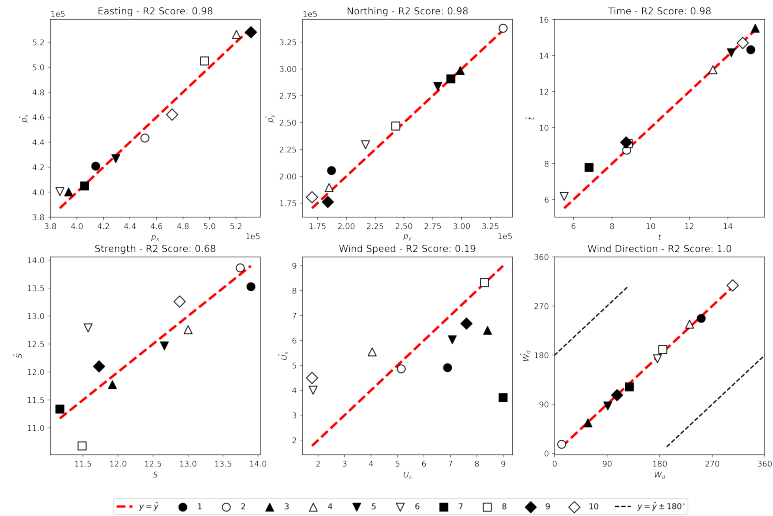 Easting - R2 Score: 0.98
1e5
5.2
5.0
4.8
4.6
4.4
4.2
4.0
3.8
3.8 4.0 4.2 4.4 4.6 4.8 5.0 5.2
1e5
p̂ₓ
pₓ
Northing - R2 Score: 0.98
1e5
3.25
3.00
2.75
2.50
2.25
2.00
1.75
1.75 2.00 2.25 2.50 2.75 3.00 3.25
1e5
p̂ᵧ
pᵧ
Time - R2 Score: 0.98
16
14
12
10
8
6
6 8 10 12 14
t̂
t
Strength - R2 Score: 0.68
14.0
13.5
13.0
12.5
12.0
11.5
11.0
11.5 12.0 12.5 13.0 13.5 14.0
Ŝ
S
Wind Speed - R2 Score: 0.19
9
8
7
6
5
4
3
2
2 3 4 5 6 7 8 9
Ûₛ
Uₛ
Wind Direction - R2 Score: 1.0
360
270
180
90
0
0 90 180 270 360
Ŵd
Wd
y = ŷ 1 2 3 4 5 6 7 8 9 10 y = ŷ ± 180°